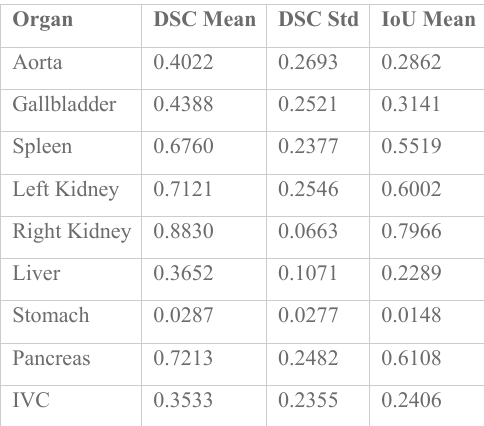 Organ DSC Mean DSC Std IoU Mean
Aorta 0.4022 0.2693 0.2862
Gallbladder 0.4388 0.2521 0.3141
Spleen 0.6760 0.2377 0.5519
Left Kidney 0.7121 0.2546 0.6002
Right Kidney 0.8830 0.0663 0.7966
Liver 0.3652 0.1071 0.2289
Stomach 0.0287 0.0277 0.0148
Pancreas 0.7213 0.2482 0.6108
IVC 0.3533 0.2355 0.2406